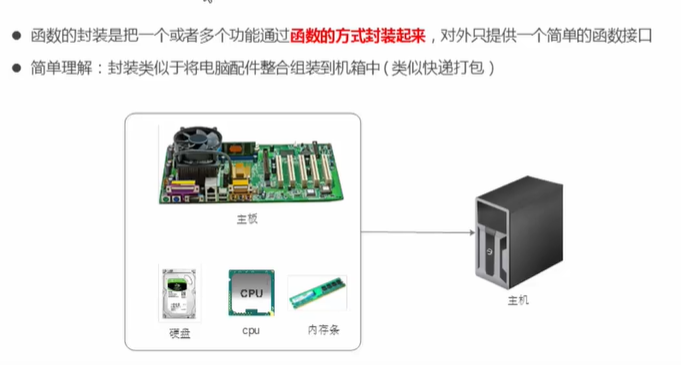 函数的封装是把一个或者多个功能通过函数的方式封装起来，对外只提供一个简单的函数接口
简单理解：封装类似于将电脑配件整合组装到机箱中(类似快递打包)
主板
CPU
硬盘
cpu
内存条
主机